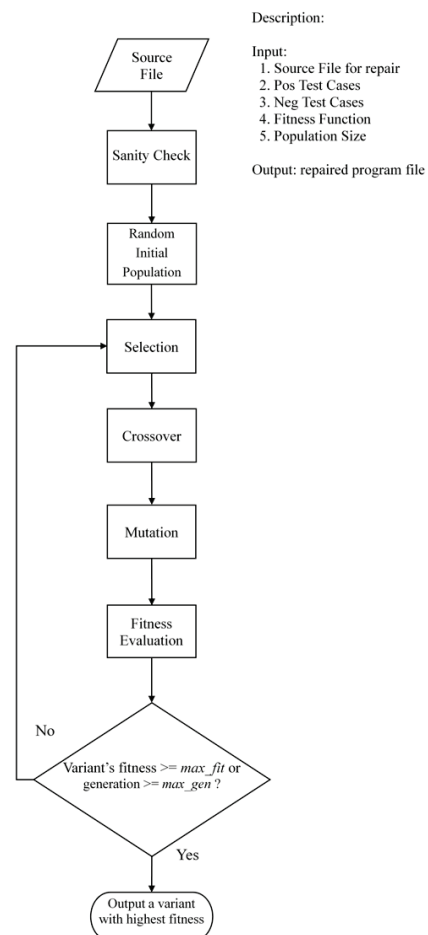 Description:
Input:
1. Source File for repair
2. Pos Test Cases
3. Neg Test Cases
4. Fitness Function
5. Population Size
Output: repaired program file
Source
File
Sanity Check
Random
Initial
Population
Selection
Crossover
Mutation
Fitness
Evaluation
No
Variant's fitness >= max_fit or
generation >= max_gen ?
Yes
Output a variant
with highest fitness